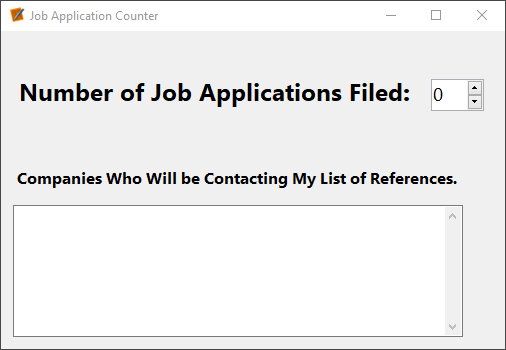 Job Application Counter
Number of Job Applications Filed: 0
Companies Who Will be Contacting My List of References.